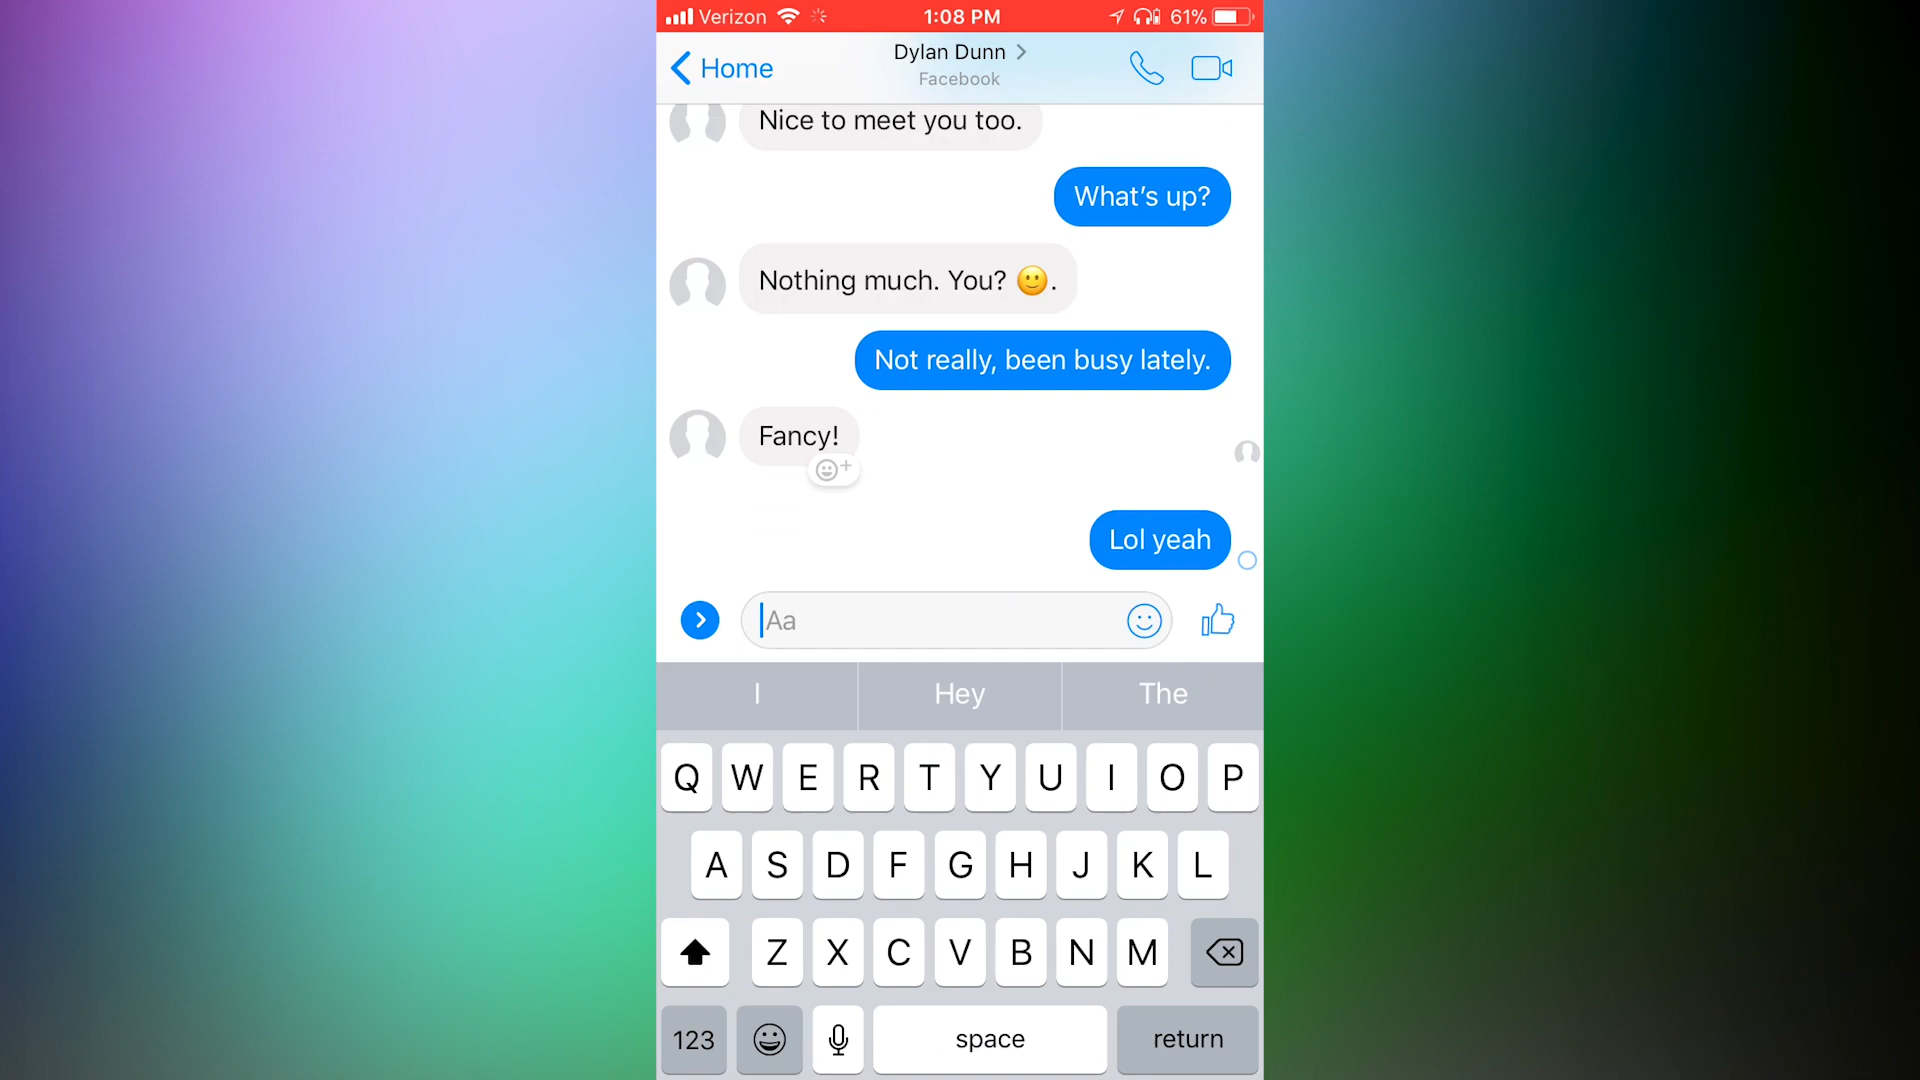 Verizon 1:08 PM 61%
Home Dylan Dunn
Facebook
Nice to meet you too.
What's up?
Nothing much. You? 🙂.
Not really, been busy lately.
Fancy!
Lol yeah
Aa
I Hey The
Q W E R T Y U I O P
A S D F G H J K L
Z X C V B N M
123 space return